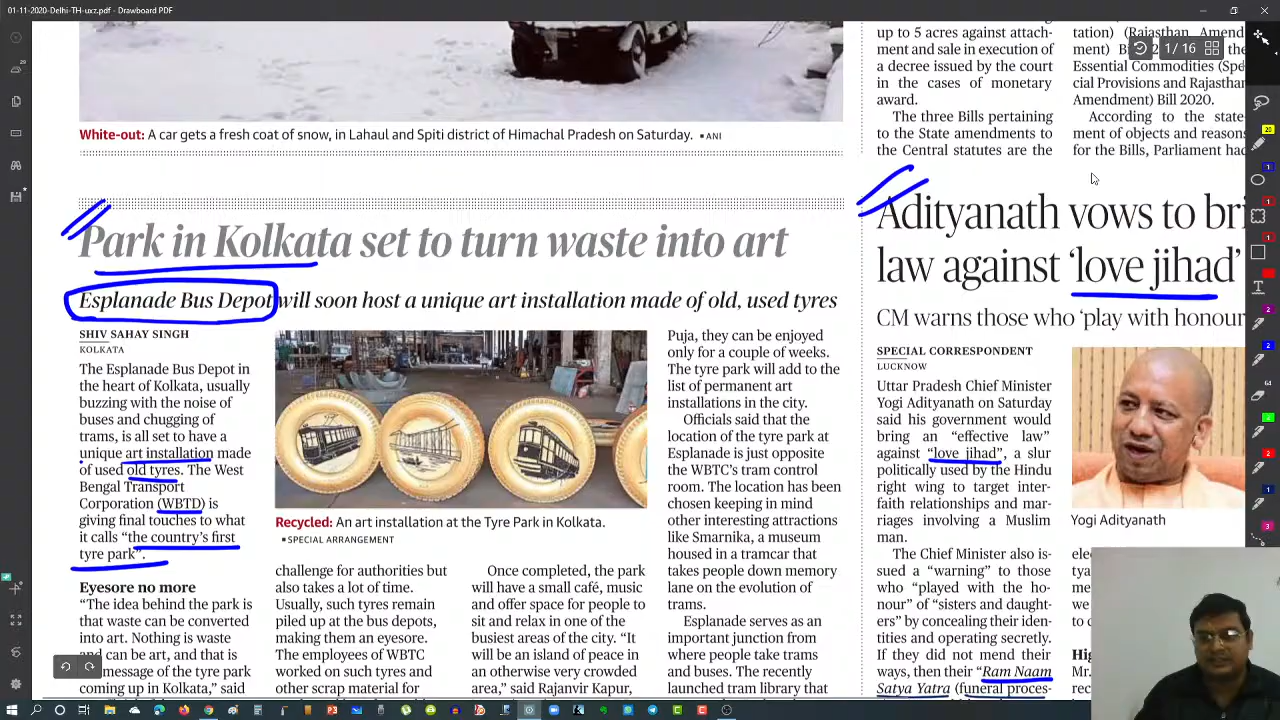 01-11-2020-Delhi-TH-uxz.pdf - Drawboard PDF
1/16
White-out: A car gets a fresh coat of snow, in Lahaul and Spiti district of Himachal Pradesh on Saturday. ▪ ANI
up to 5 acres against attach-
ment and sale in execution of
a decree issued by the court
in the cases of monetary
award.
The three Bills pertaining
to the State amendments to
the Central statutes are the
tation) (Rajasthan Amend
ment)
the
Essential Commodities (Spe
cial Provisions and Rajasthan
Amendment) Bill 2020.
According to the state-
ment of objects and reasons
for the Bills, Parliament had
Park in Kolkata set to turn waste into art
Esplanade Bus Depot will soon host a unique art installation made of old, used tyres
SHIV SAHAY SINGH
KOLKATA
The Esplanade Bus Depot in
the heart of Kolkata, usually
buzzing with the noise of
buses and chugging of
trams, is all set to have a
unique art installation made
of used old tyres. The West
Bengal Transport
Corporation (WBTD) is
giving final touches to what
it calls “the country’s first
tyre park”.
Eyesore no more
“The idea behind the park is
that waste can be converted
into art. Nothing is waste
and can be art, and that is
message of the tyre park
coming up in Kolkata,” said
Recycled: An art installation at the Tyre Park in Kolkata.
▪ SPECIAL ARRANGEMENT
challenge for authorities but
also takes a lot of time.
Usually, such tyres remain
piled up at the bus depots,
making them an eyesore.
The employees of WBTC
worked on such tyres and
other scrap material for
Once completed, the park
will have a small café, music
and offer space for people to
sit and relax in one of the
busiest areas of the city. “It
will be an island of peace in
an otherwise very crowded
area,” said Rajanvir Kapur,
Puja, they can be enjoyed
only for a couple of weeks.
The tyre park will add to the
list of permanent art
installations in the city.
Officials said that the
location of the tyre park at
Esplanade is just opposite
the WBTC’s tram control
room. The location has been
chosen keeping in mind
other interesting attractions
like Smarnika, a museum
housed in a tramcar that
takes people down memory
lane on the evolution of
trams.
Esplanade serves as an
important junction from
where people take trams
and buses. The recently
launched tram library that
Adityanath vows to bri
law against ‘love jihad’
CM warns those who ‘play with honour
SPECIAL CORRESPONDENT
LUCKNOW
Uttar Pradesh Chief Minister
Yogi Adityanath on Saturday
said his government would
bring an “effective law”
against “love jihad”, a slur
politically used by the Hindu
right wing to target inter-
faith relationships and mar-
riages involving a Muslim
man.
The Chief Minister also is-
sued a “warning” to those
who “played with the ho-
nour” of “sisters and daught-
ers” by concealing their iden-
tities and operating secretly.
If they did not mend their
ways, then their “Ram Naam
Satya Yatra (funeral proces-
Yogi Adityanath
elec
tya
we
to c
Hig
Mr.
rec